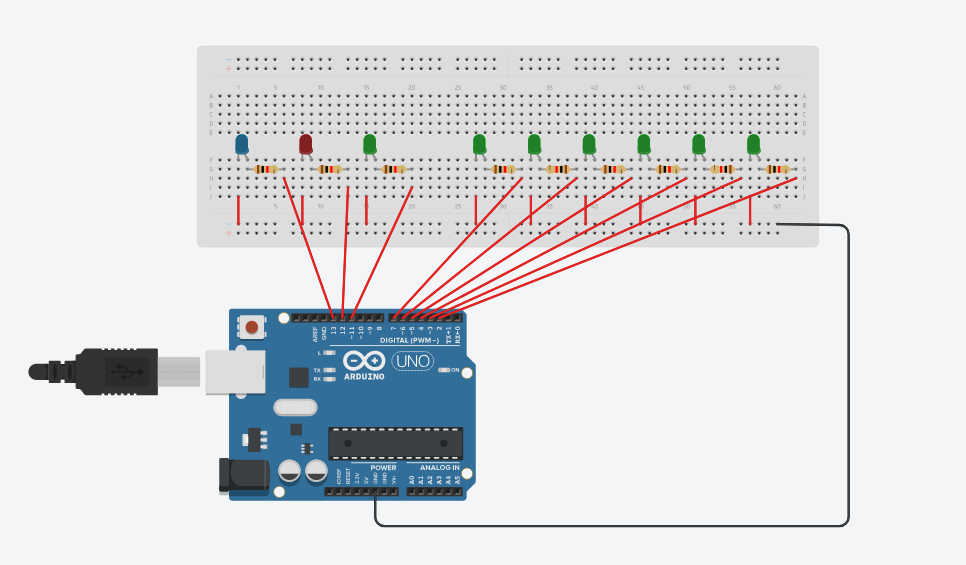 - -
+ +
1 5 10 15 20 25 30 35 40 45 50 55 60
A A
B B
C C
D D
E E
F F
G G
H H
I I
J J
5 10 15 20 25 30 35 40 45 50 55 60
- -
+ +
AREF
GND
13
12
~11
~10
~9
8
7
~6
~5
4
~3
2
TX→1
RX←0
DIGITAL (PWM~)
L
TX
RX
ARDUINO
UNO
ON
POWER
ANALOG IN
IOREF
RESET
3.3V
5V
GND
GND
Vin
A0
A1
A2
A3
A4
A5